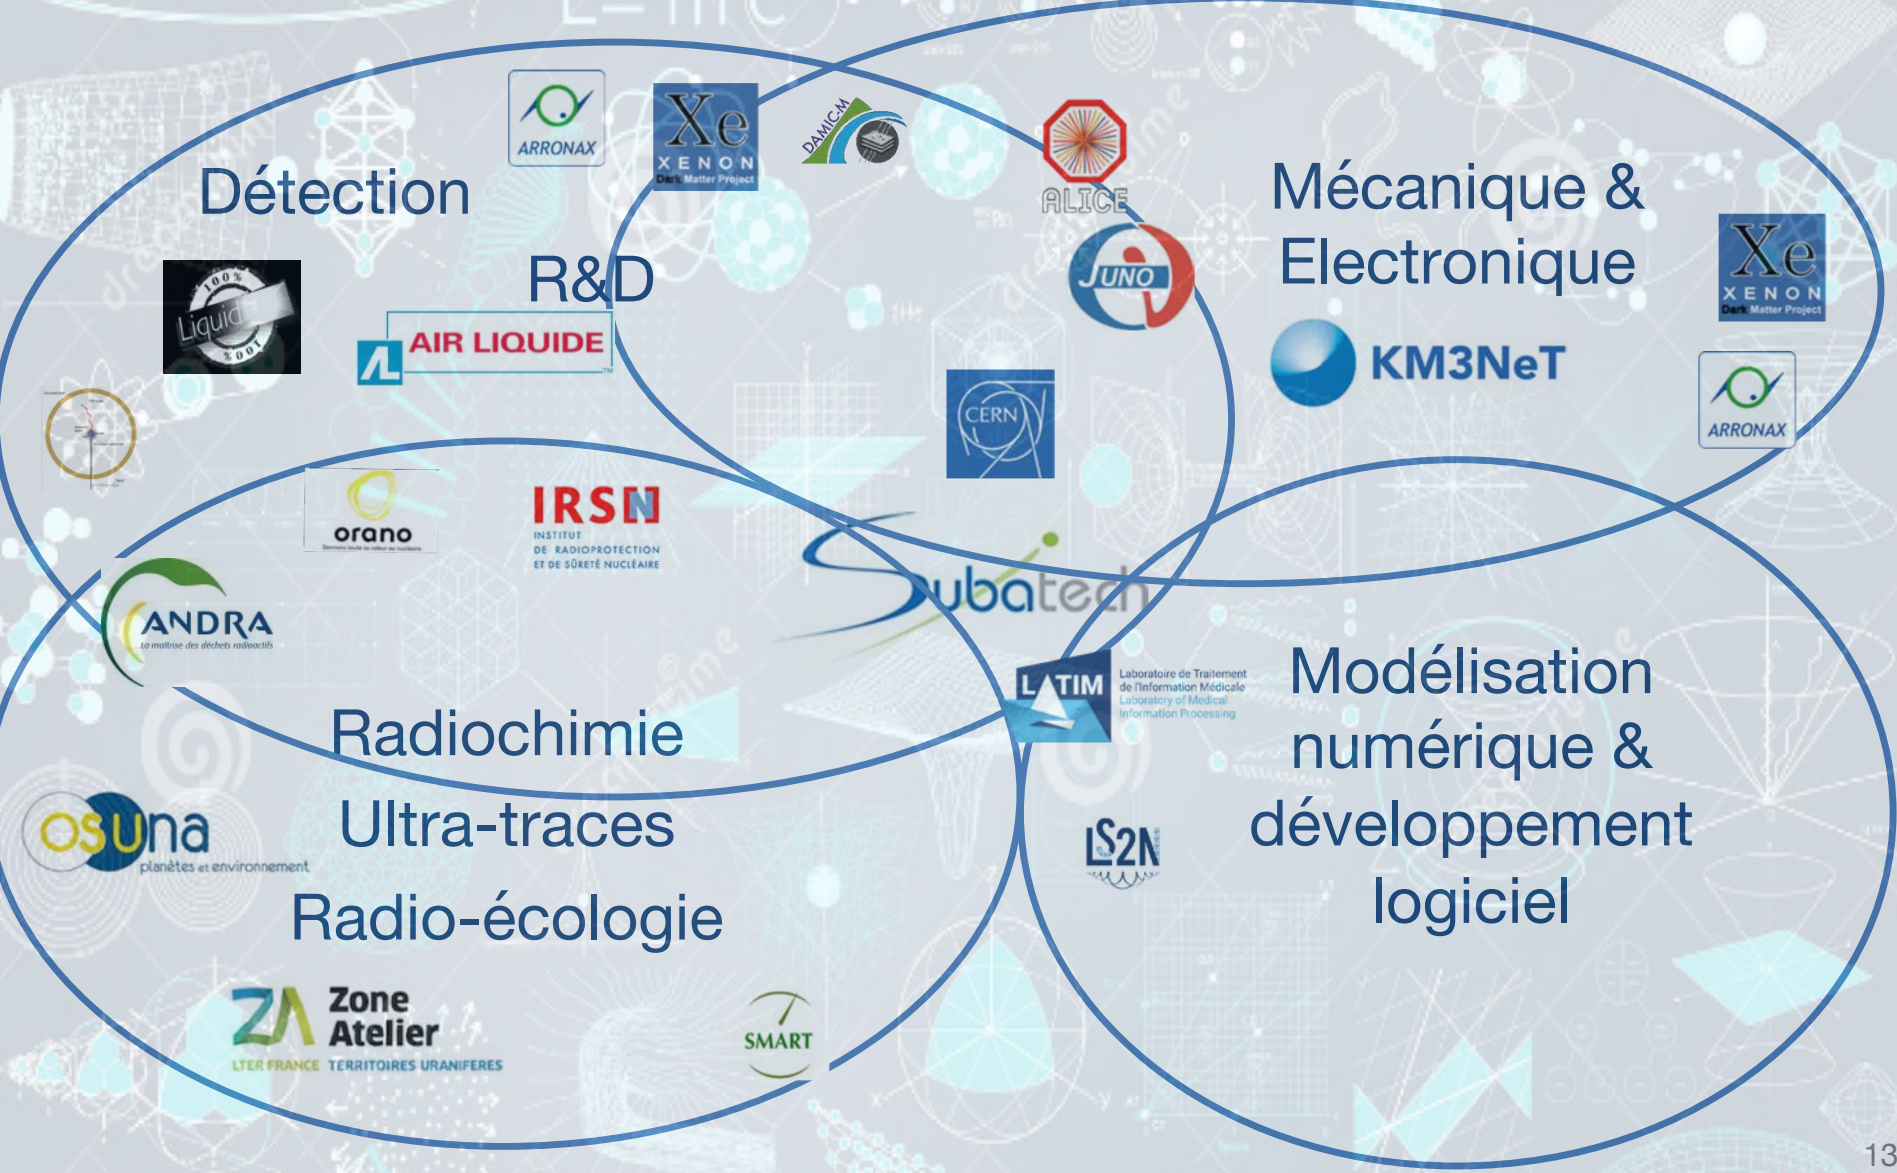 L=mc
ARRONAX
Xe
XENON
Dark Matter Project
DAMIC-M
ALICE
Détection
Mécanique &
Electronique
R&D
JUNO
Xe
XENON
Dark Matter Project
100%
Liquid
100%
AIR LIQUIDE
KM3NeT
ARRONAX
CERN
orano
IRSN
INSTITUT
DE RADIOPROTECTION
ET DE SÛRETÉ NUCLÉAIRE
Subatech
ANDRA
La maîtrise des déchets radioactifs
LATIM
Laboratoire de Traitement
de l'Information Médicale
Laboratory of Medical
Information Processing
Modélisation
numérique &
développement
logiciel
Radiochimie
Ultra-traces
Radio-écologie
osuna
planètes et environnement
LS2N
ZA
Zone
Atelier
LTER FRANCE TERRITOIRES URANIFERES
SMART
13